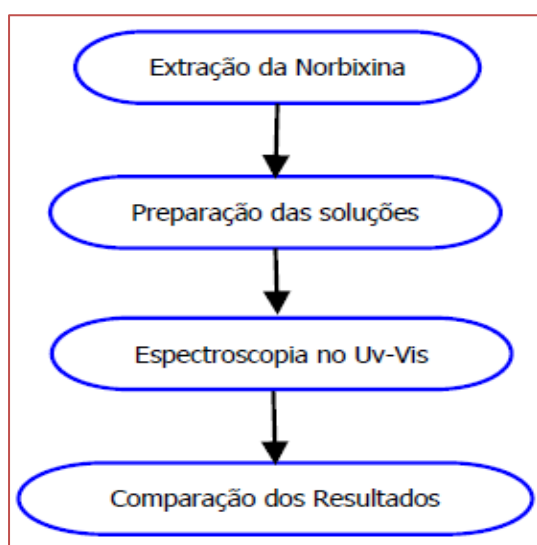 Extração da Norbixina
Preparação das soluções
Espectroscopia no Uv-Vis
Comparação dos Resultados